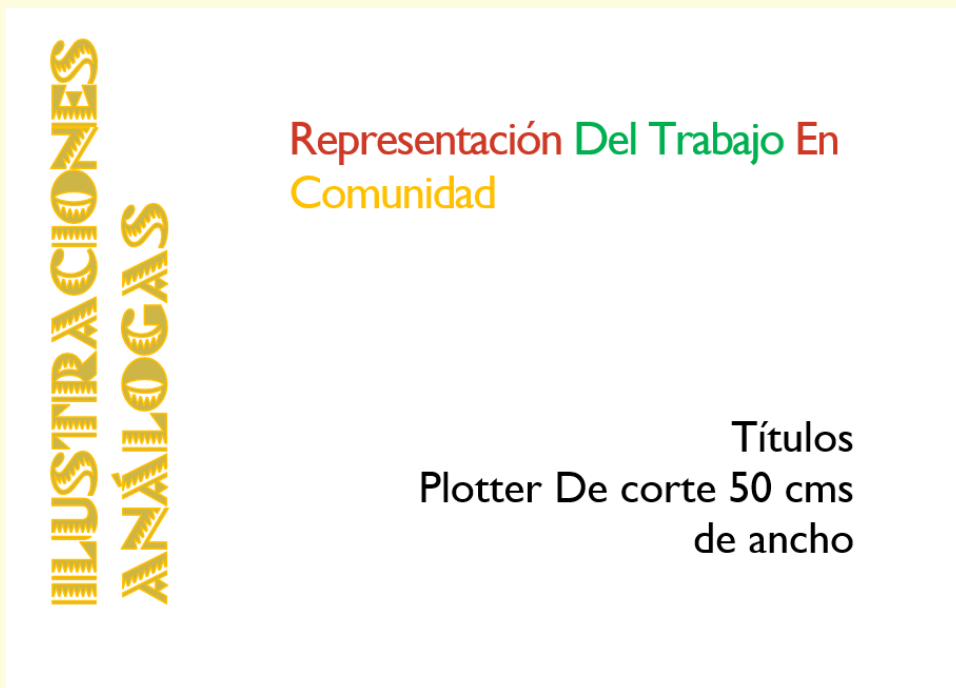 ILUSTRACIONES
ANÁLOGAS
Representación Del Trabajo En
Comunidad
Títulos
Plotter De corte 50 cms
de ancho